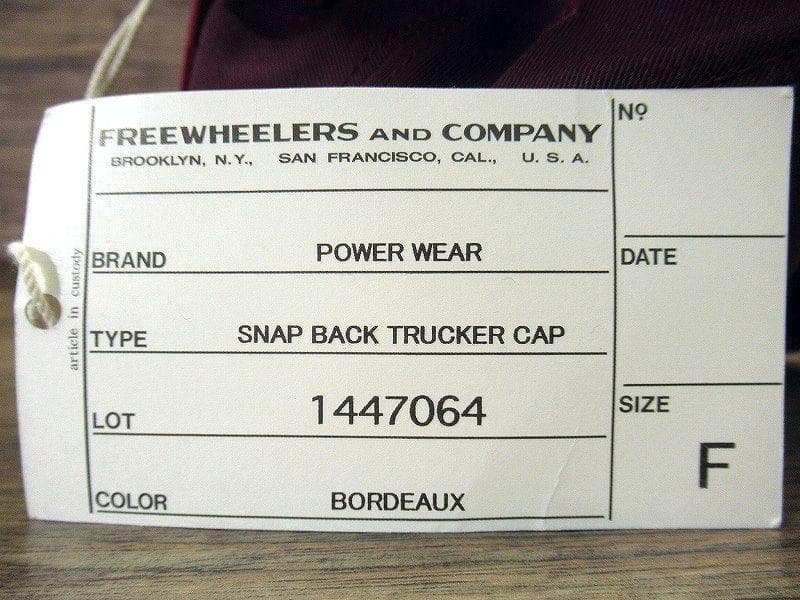 FREEWHEELERS AND COMPANY
BROOKLYN, N.Y., SAN FRANCISCO, CAL., U. S. A.
BRAND POWER WEAR
TYPE SNAP BACK TRUCKER CAP
LOT 1447064
COLOR BORDEAUX
Nº
DATE
SIZE
F
article in custody